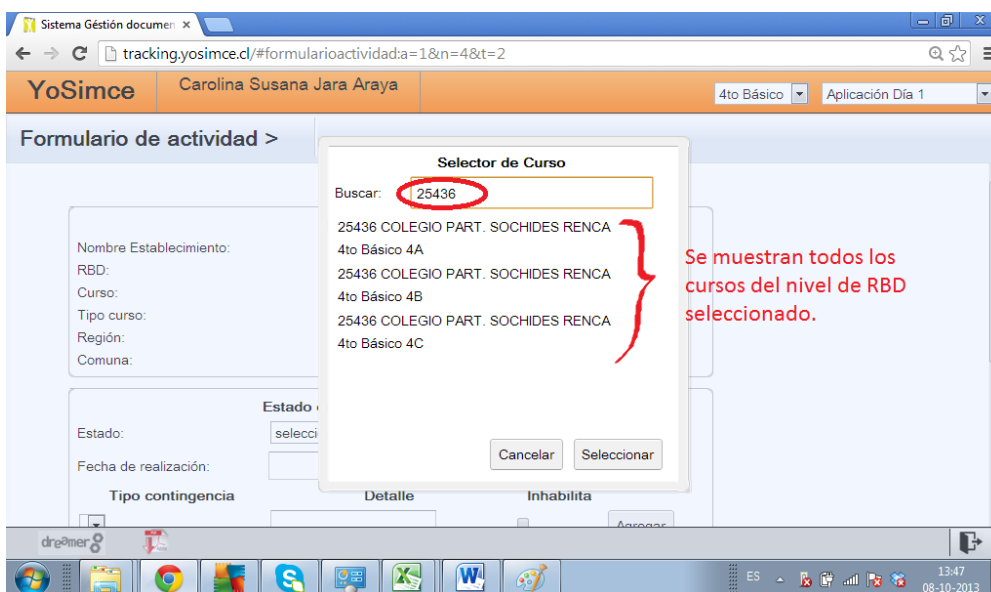 Sistema Géstión documen ×
tracking.yosimce.cl/#formularioactividad:a=1&n=4&t=2
YoSimce
Carolina Susana Jara Araya
4to Básico
Aplicación Día 1
Formulario de actividad >
Selector de Curso
Buscar: 25436
25436 COLEGIO PART. SOCHIDES RENCA
4to Básico 4A
25436 COLEGIO PART. SOCHIDES RENCA
4to Básico 4B
25436 COLEGIO PART. SOCHIDES RENCA
4to Básico 4C
Se muestran todos los
cursos del nivel de RBD
seleccionado.
Nombre Establecimiento:
RBD:
Curso:
Tipo curso:
Región:
Comuna:
Cancelar Seleccionar
Estado
Estado: selecci
Fecha de realización:
Tipo contingencia Detalle Inhabilita
Agregar
dreamer
ES
13:47
08-10-2013